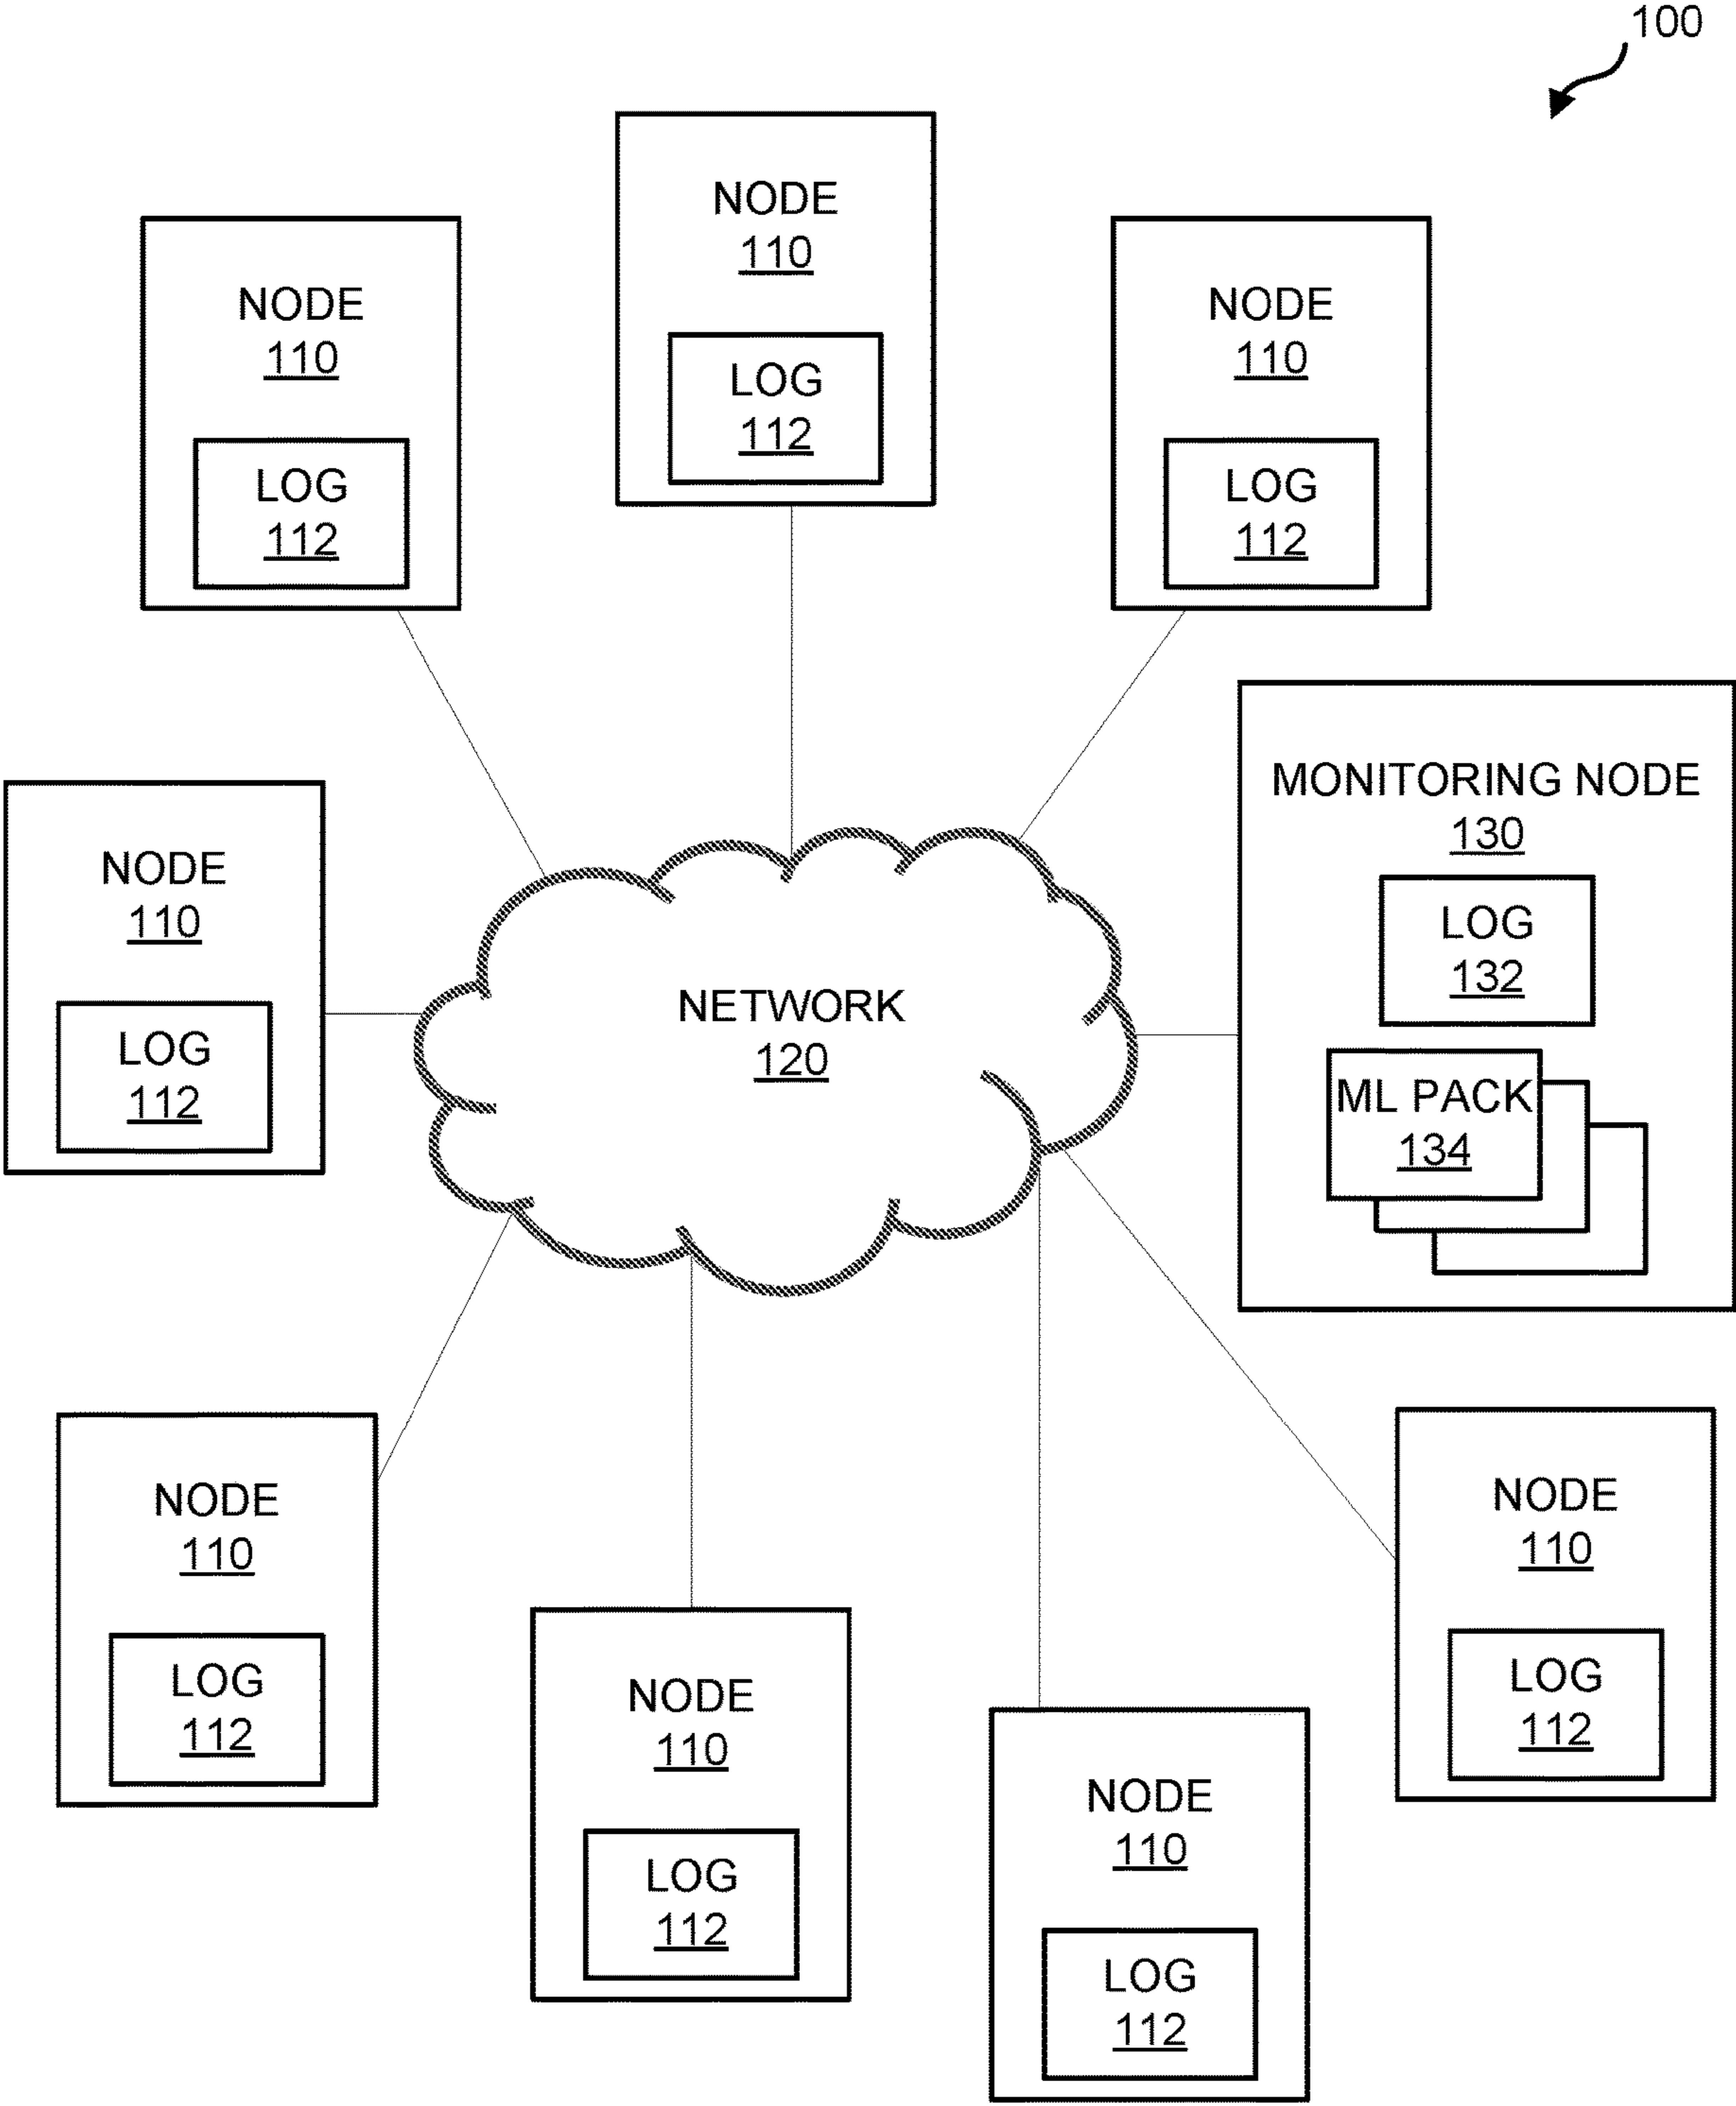 100
NODE
110
LOG
112
NODE
110
LOG
112
NODE
110
LOG
112
MONITORING NODE
130
LOG
132
ML PACK
134
NODE
110
LOG
112
NETWORK
120
NODE
110
LOG
112
NODE
110
LOG
112
NODE
110
LOG
112
NODE
110
LOG
112